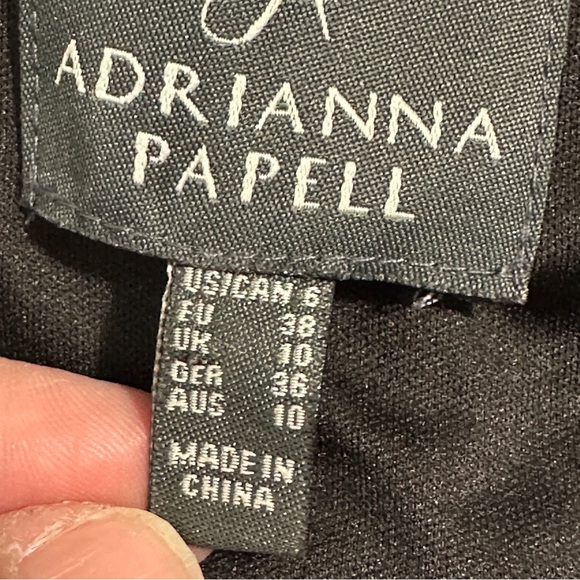 ADRIANNA
PAPELL
US/CAN 6
EU 38
UK 10
GER 36
AUS 10
MADE IN
CHINA